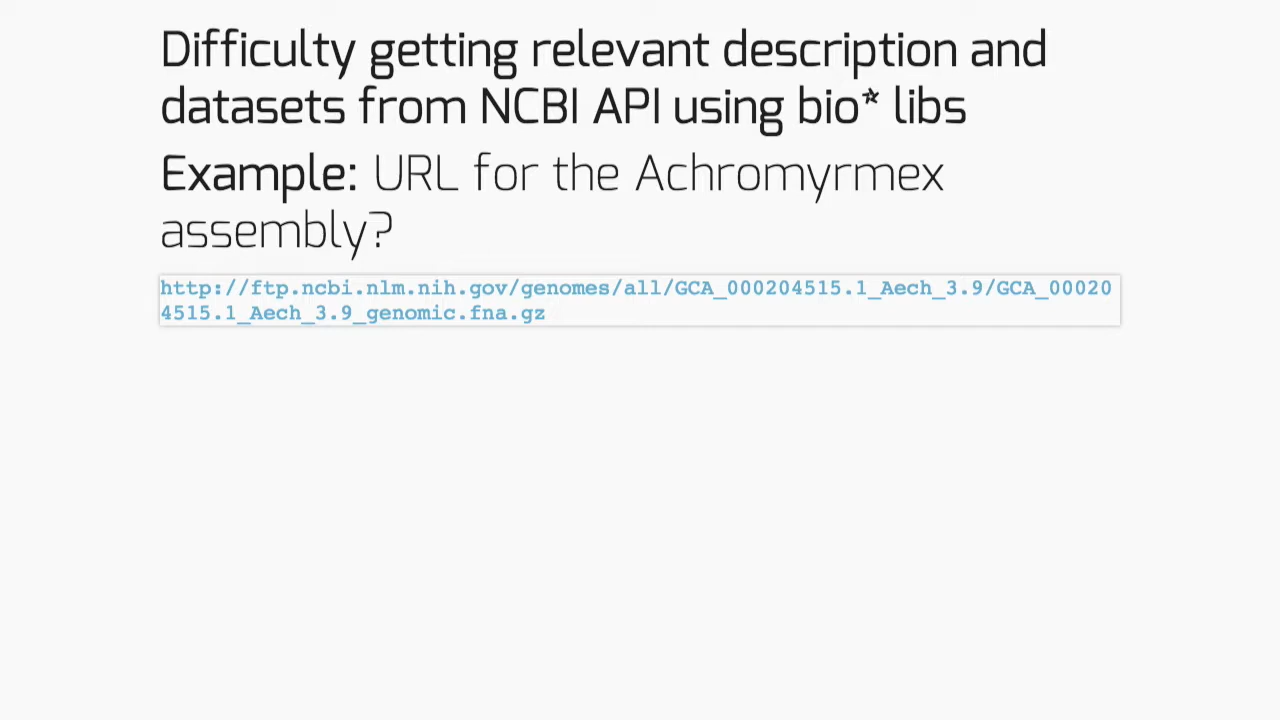 Difficulty getting relevant description and
datasets from NCBI API using bio* libs
Example: URL for the Achromyrmex
assembly?
http://ftp.ncbi.nlm.nih.gov/genomes/all/GCA_000204515.1_Aech_3.9/GCA_00020
4515.1_Aech_3.9_genomic.fna.gz